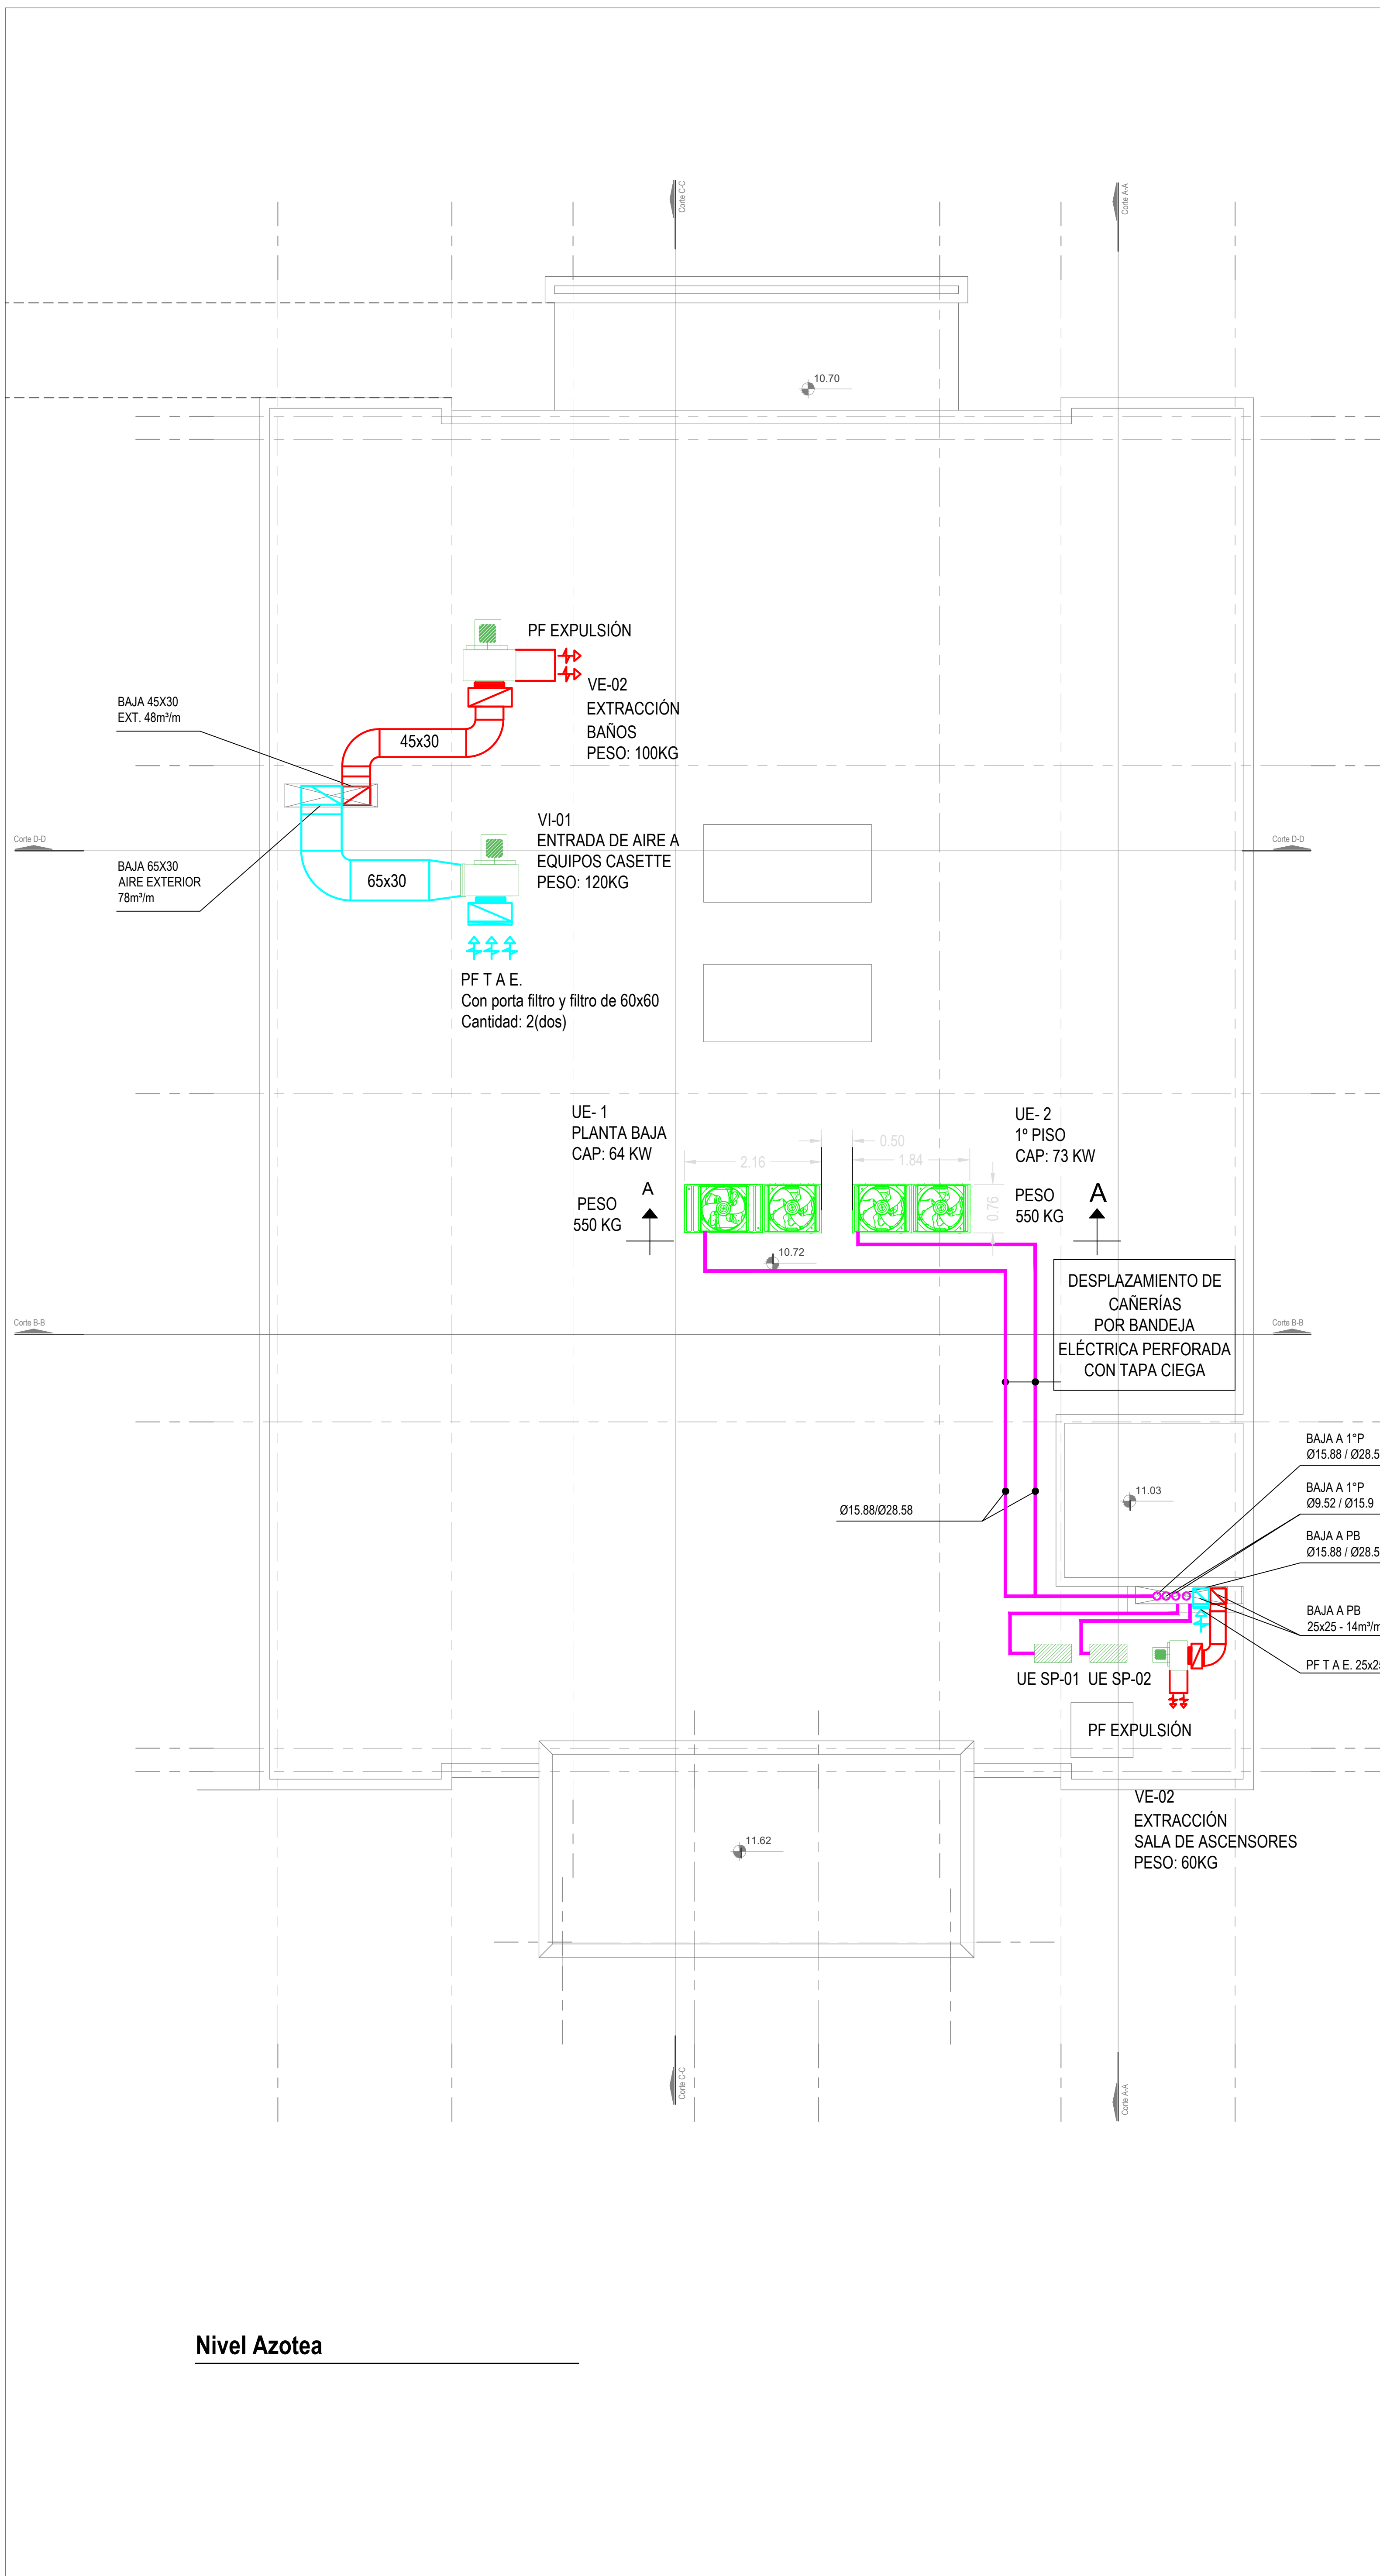 Corte C-C
Corte A-A
10.70
PF EXPULSIÓN
VE-02
EXTRACCIÓN
BAÑOS
PESO: 100KG
BAJA 45X30
EXT. 48m³/m
45x30
VI-01
ENTRADA DE AIRE A
EQUIPOS CASETTE
PESO: 120KG
Corte D-D
Corte D-D
BAJA 65X30
AIRE EXTERIOR
78m³/m
65x30
PF T A E.
Con porta filtro y filtro de 60x60
Cantidad: 2(dos)
UE- 1
PLANTA BAJA
CAP: 64 KW
PESO
550 KG
A
2.16
0.50
1.84
0.76
UE- 2
1º PISO
CAP: 73 KW
PESO
550 KG
A
10.72
DESPLAZAMIENTO DE
CAÑERÍAS
POR BANDEJA
ELÉCTRICA PERFORADA
CON TAPA CIEGA
Corte B-B
Corte B-B
BAJA A 1°P
Ø15.88 / Ø28.5
11.03
BAJA A 1°P
Ø9.52 / Ø15.9
Ø15.88/Ø28.58
BAJA A PB
Ø15.88 / Ø28.5
BAJA A PB
25x25 - 14m³/m
PF T A E. 25x25
UE SP-01
UE SP-02
PF EXPULSIÓN
VE-02
EXTRACCIÓN
SALA DE ASCENSORES
PESO: 60KG
11.62
Corte C-C
Corte A-A
Nivel Azotea